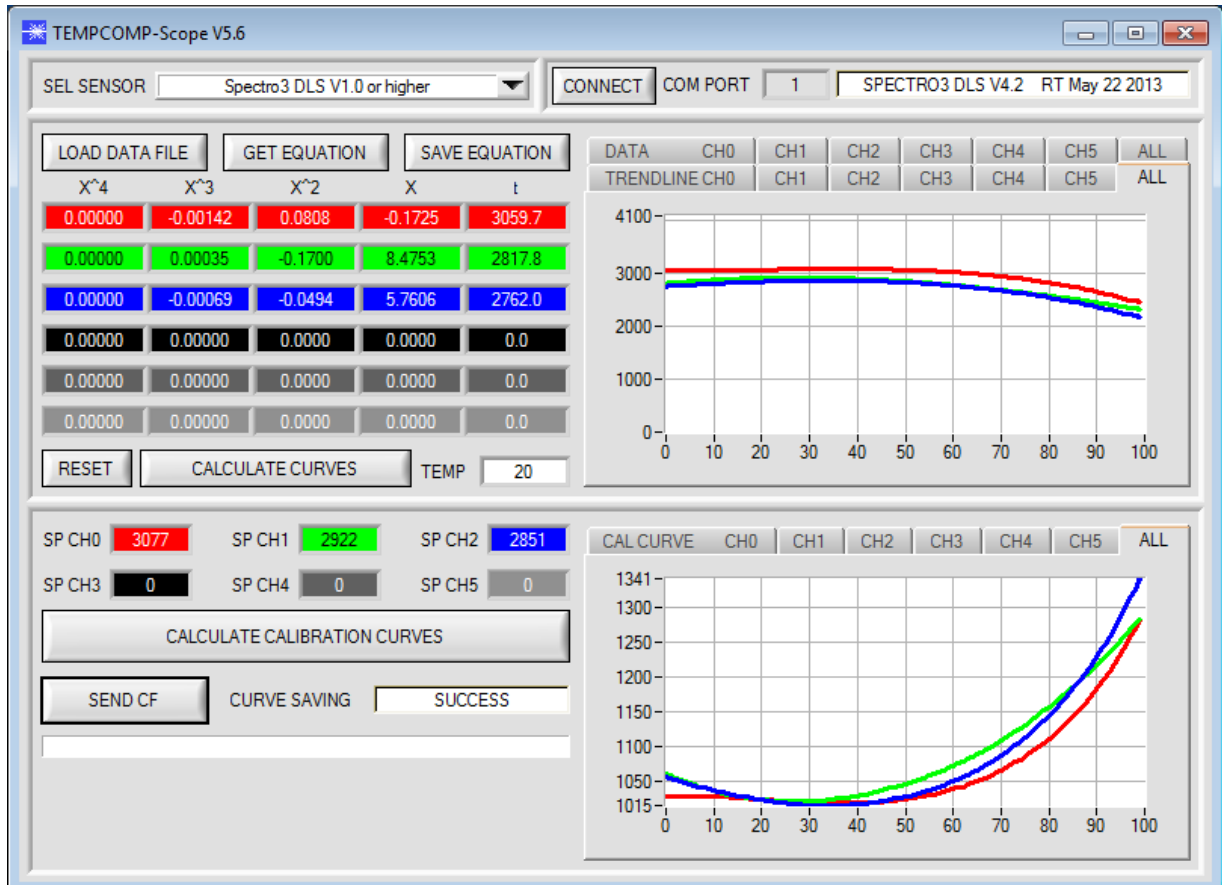 TEMPCOMP-Scope V5.6
SEL SENSOR Spectro3 DLS V1.0 or higher CONNECT COM PORT 1 SPECTRO3 DLS V4.2 RT May 22 2013
LOAD DATA FILE GET EQUATION SAVE EQUATION
X^4 X^3 X^2 X t
0.00000 -0.00142 0.0808 -0.1725 3059.7
0.00000 0.00035 -0.1700 8.4753 2817.8
0.00000 -0.00069 -0.0494 5.7606 2762.0
0.00000 0.00000 0.0000 0.0000 0.0
0.00000 0.00000 0.0000 0.0000 0.0
0.00000 0.00000 0.0000 0.0000 0.0
RESET CALCULATE CURVES TEMP 20
DATA CH0 CH1 CH2 CH3 CH4 CH5 ALL
TRENDLINE CH0 CH1 CH2 CH3 CH4 CH5 ALL
4100
3000
2000
1000
0
0 10 20 30 40 50 60 70 80 90 100
SP CH0 3077 SP CH1 2922 SP CH2 2851
SP CH3 0 SP CH4 0 SP CH5 0
CALCULATE CALIBRATION CURVES
SEND CF CURVE SAVING SUCCESS
CAL CURVE CH0 CH1 CH2 CH3 CH4 CH5 ALL
1341
1300
1250
1200
1150
1100
1050
1015
0 10 20 30 40 50 60 70 80 90 100